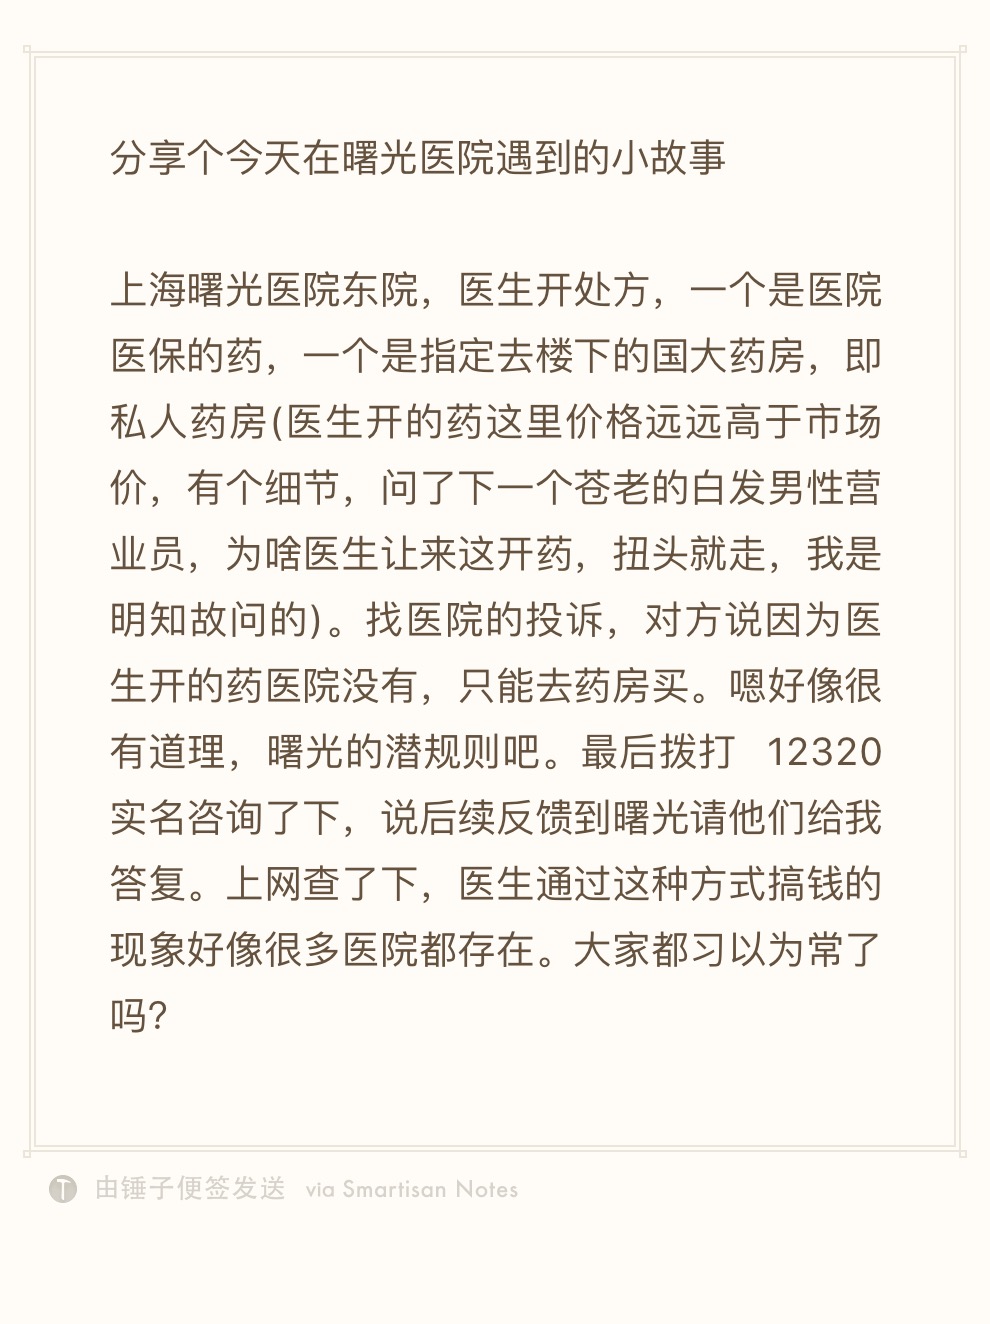 分享个今天在曙光医院遇到的小故事
上海曙光医院东院，医生开处方，一个是医院
医保的药，一个是指定去楼下的国大药房，即
私人药房(医生开的药这里价格远远高于市场
价，有个细节，问了下一个苍老的白发男性营
业员，为啥医生让来这开药，扭头就走，我是
明知故问的)。找医院的投诉，对方说因为医
生开的药医院没有，只能去药房买。嗯好像很
有道理，曙光的潜规则吧。最后拨打 12320
实名咨询了下，说后续反馈到曙光请他们给我
答复。上网查了下，医生通过这种方式搞钱的
现象好像很多医院都存在。大家都习以为常了
吗?
由锤子便签发送 via Smartisan Notes